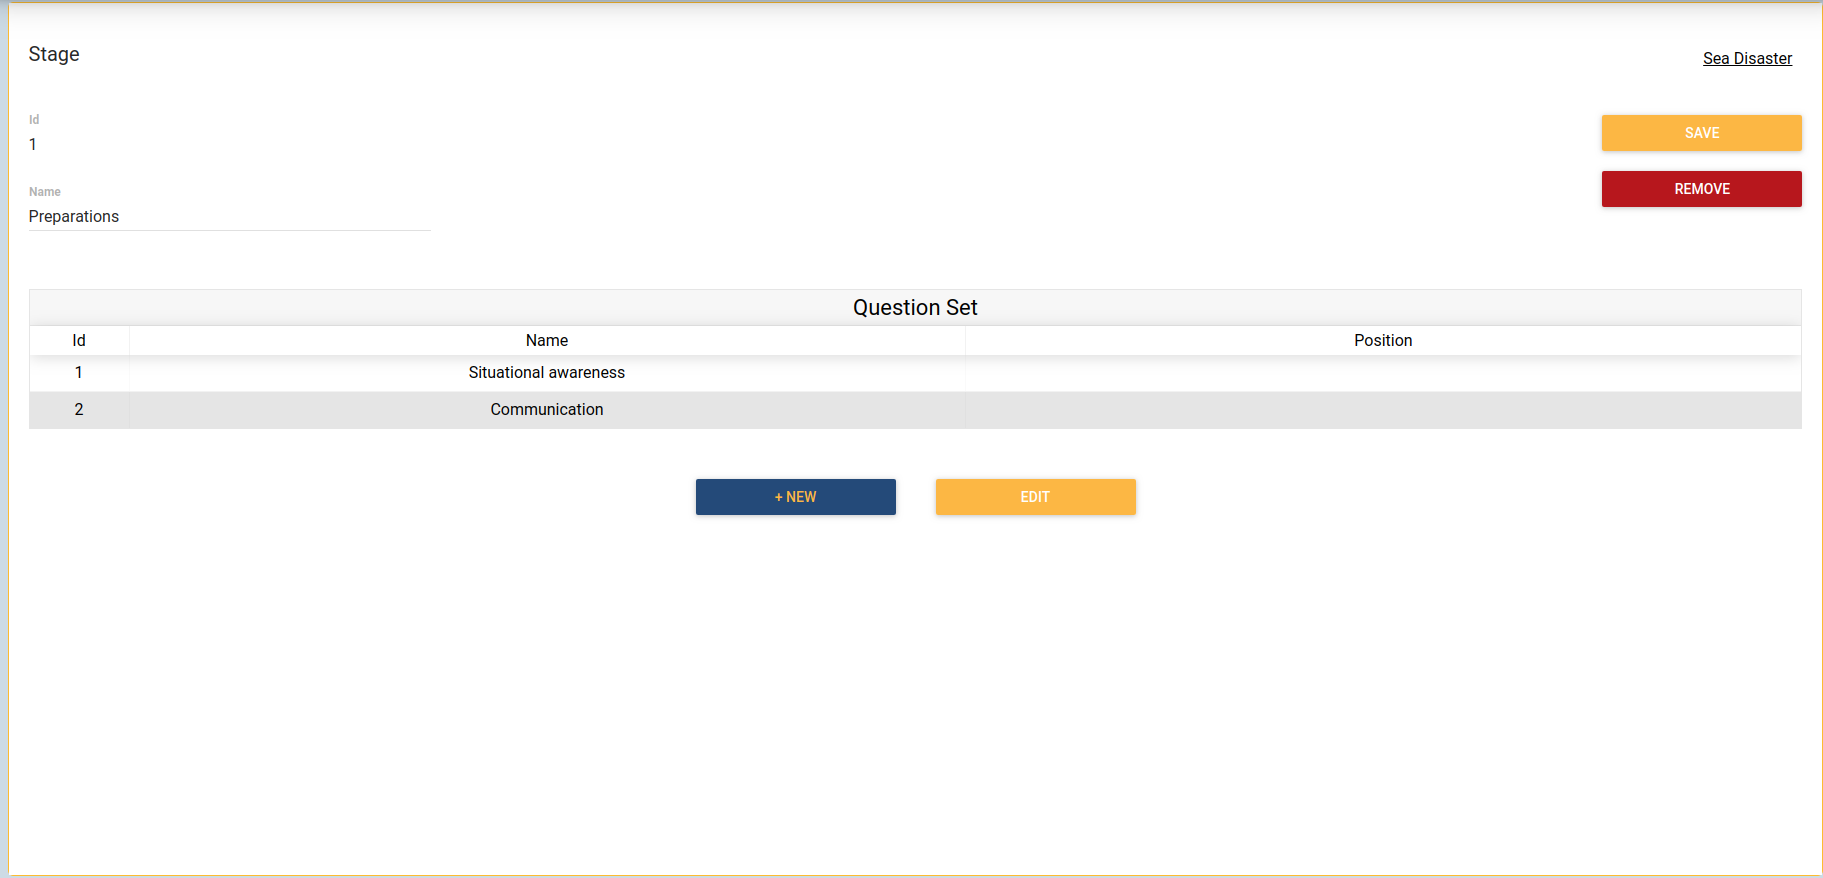 Stage
Sea Disaster
Id
1
SAVE
Name
Preparations
REMOVE
Question Set
Id Name Position
1 Situational awareness
2 Communication
+ NEW EDIT